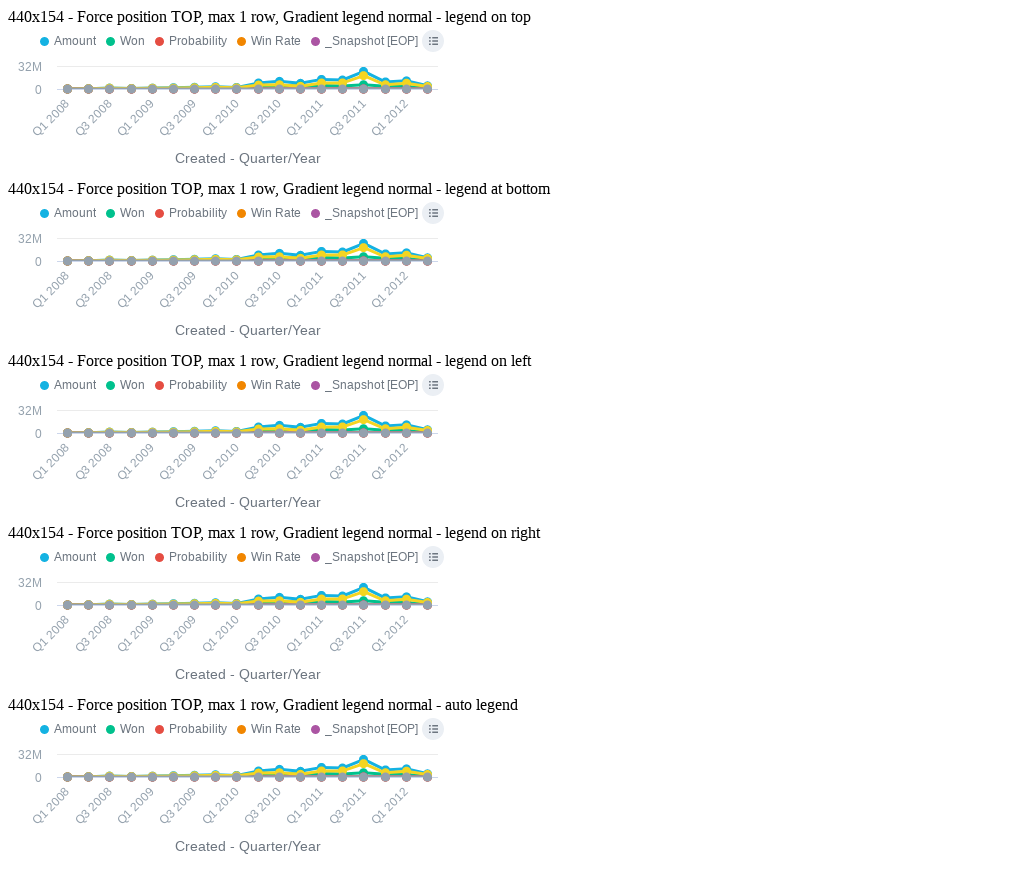 440x154 - Force position TOP, max 1 row, Gradient legend normal - legend on top
Amount Won Probability Win Rate _Snapshot [EOP]
32M
0
Q1 2008 Q3 2008 Q1 2009 Q3 2009 Q1 2010 Q3 2010 Q1 2011 Q3 2011 Q1 2012
Created - Quarter/Year
440x154 - Force position TOP, max 1 row, Gradient legend normal - legend at bottom
Amount Won Probability Win Rate _Snapshot [EOP]
32M
0
Q1 2008 Q3 2008 Q1 2009 Q3 2009 Q1 2010 Q3 2010 Q1 2011 Q3 2011 Q1 2012
Created - Quarter/Year
440x154 - Force position TOP, max 1 row, Gradient legend normal - legend on left
Amount Won Probability Win Rate _Snapshot [EOP]
32M
0
Q1 2008 Q3 2008 Q1 2009 Q3 2009 Q1 2010 Q3 2010 Q1 2011 Q3 2011 Q1 2012
Created - Quarter/Year
440x154 - Force position TOP, max 1 row, Gradient legend normal - legend on right
Amount Won Probability Win Rate _Snapshot [EOP]
32M
0
Q1 2008 Q3 2008 Q1 2009 Q3 2009 Q1 2010 Q3 2010 Q1 2011 Q3 2011 Q1 2012
Created - Quarter/Year
440x154 - Force position TOP, max 1 row, Gradient legend normal - auto legend
Amount Won Probability Win Rate _Snapshot [EOP]
32M
0
Q1 2008 Q3 2008 Q1 2009 Q3 2009 Q1 2010 Q3 2010 Q1 2011 Q3 2011 Q1 2012
Created - Quarter/Year